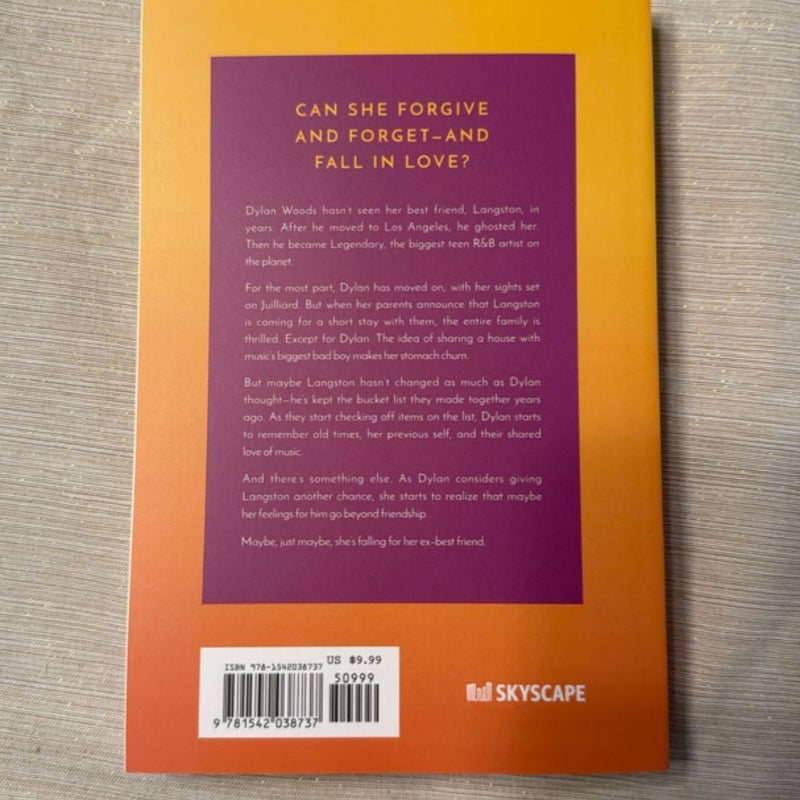 CAN SHE FORGIVE
AND FORGET—AND
FALL IN LOVE?
Dylan Woods hasn't seen her best friend, Langston, in
years. After he moved to Los Angeles, he ghosted her.
Then he became Legendary, the biggest teen R&B artist on
the planet.
For the most part, Dylan has moved on, with her sights set
on Juilliard. But when her parents announce that Langston
is coming for a short stay with them, the entire family is
thrilled. Except for Dylan. The idea of sharing a house with
music's biggest bad boy makes her stomach churn.
But maybe Langston hasn't changed as much as Dylan
thought—he's kept the bucket list they made together years
ago. As they start checking off items on the list, Dylan starts
to remember old times, her previous self, and their shared
love of music.
And there's something else. As Dylan considers giving
Langston another chance, she starts to realize that maybe
her feelings for him go beyond friendship.
Maybe, just maybe, she's falling for her ex-best friend.
ISBN 978-1542038737 US $9.99
50999
9 781542 038737
SKYSCAPE